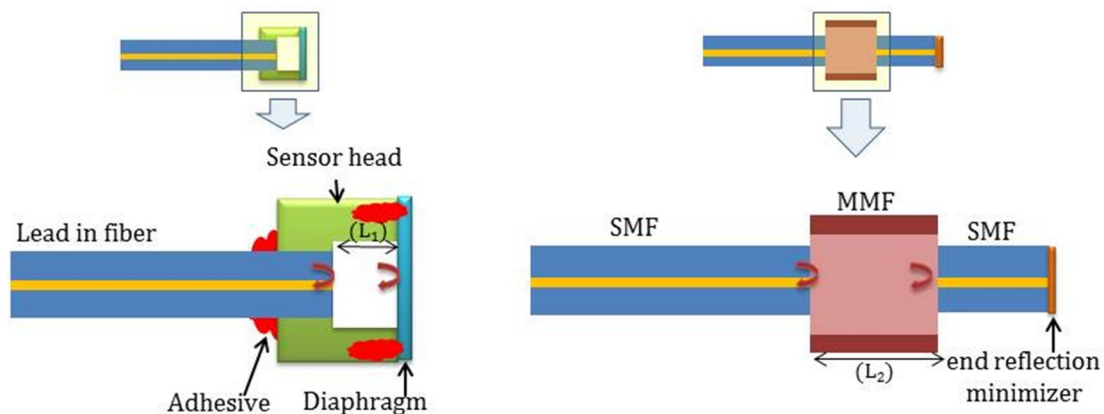 Sensor head
Lead in fiber
(L₁)
Adhesive
Diaphragm
SMF
MMF
SMF
(L₂)
end reflection
minimizer